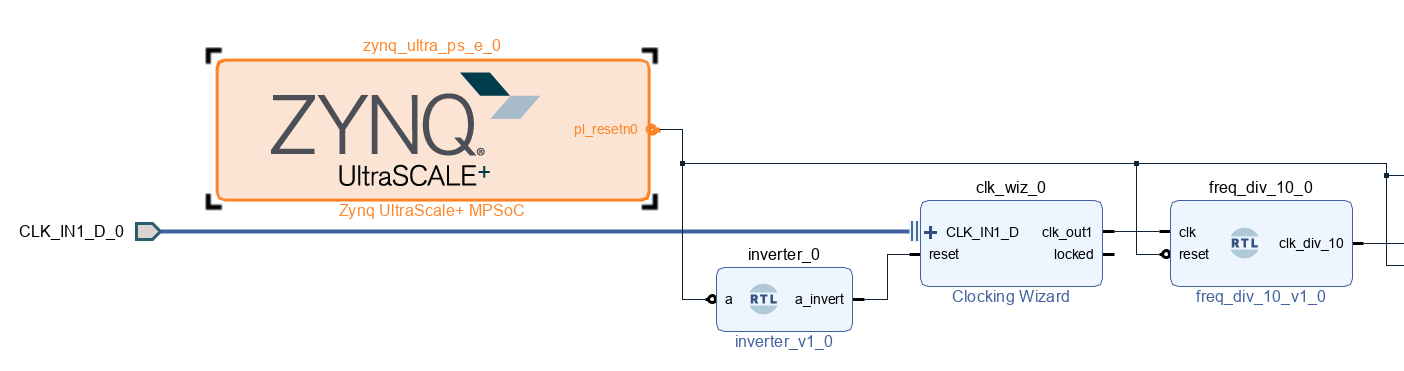 zynq_ultra_ps_e_0
ZYNQ®
UltraSCALE+
pl_resetn0
Zynq UltraScale+ MPSoC
CLK_IN1_D_0
inverter_0
a
RTL
a_invert
inverter_v1_0
clk_wiz_0
CLK_IN1_D
clk_out1
reset
locked
Clocking Wizard
freq_div_10_0
clk
reset
RTL
clk_div_10
freq_div_10_v1_0